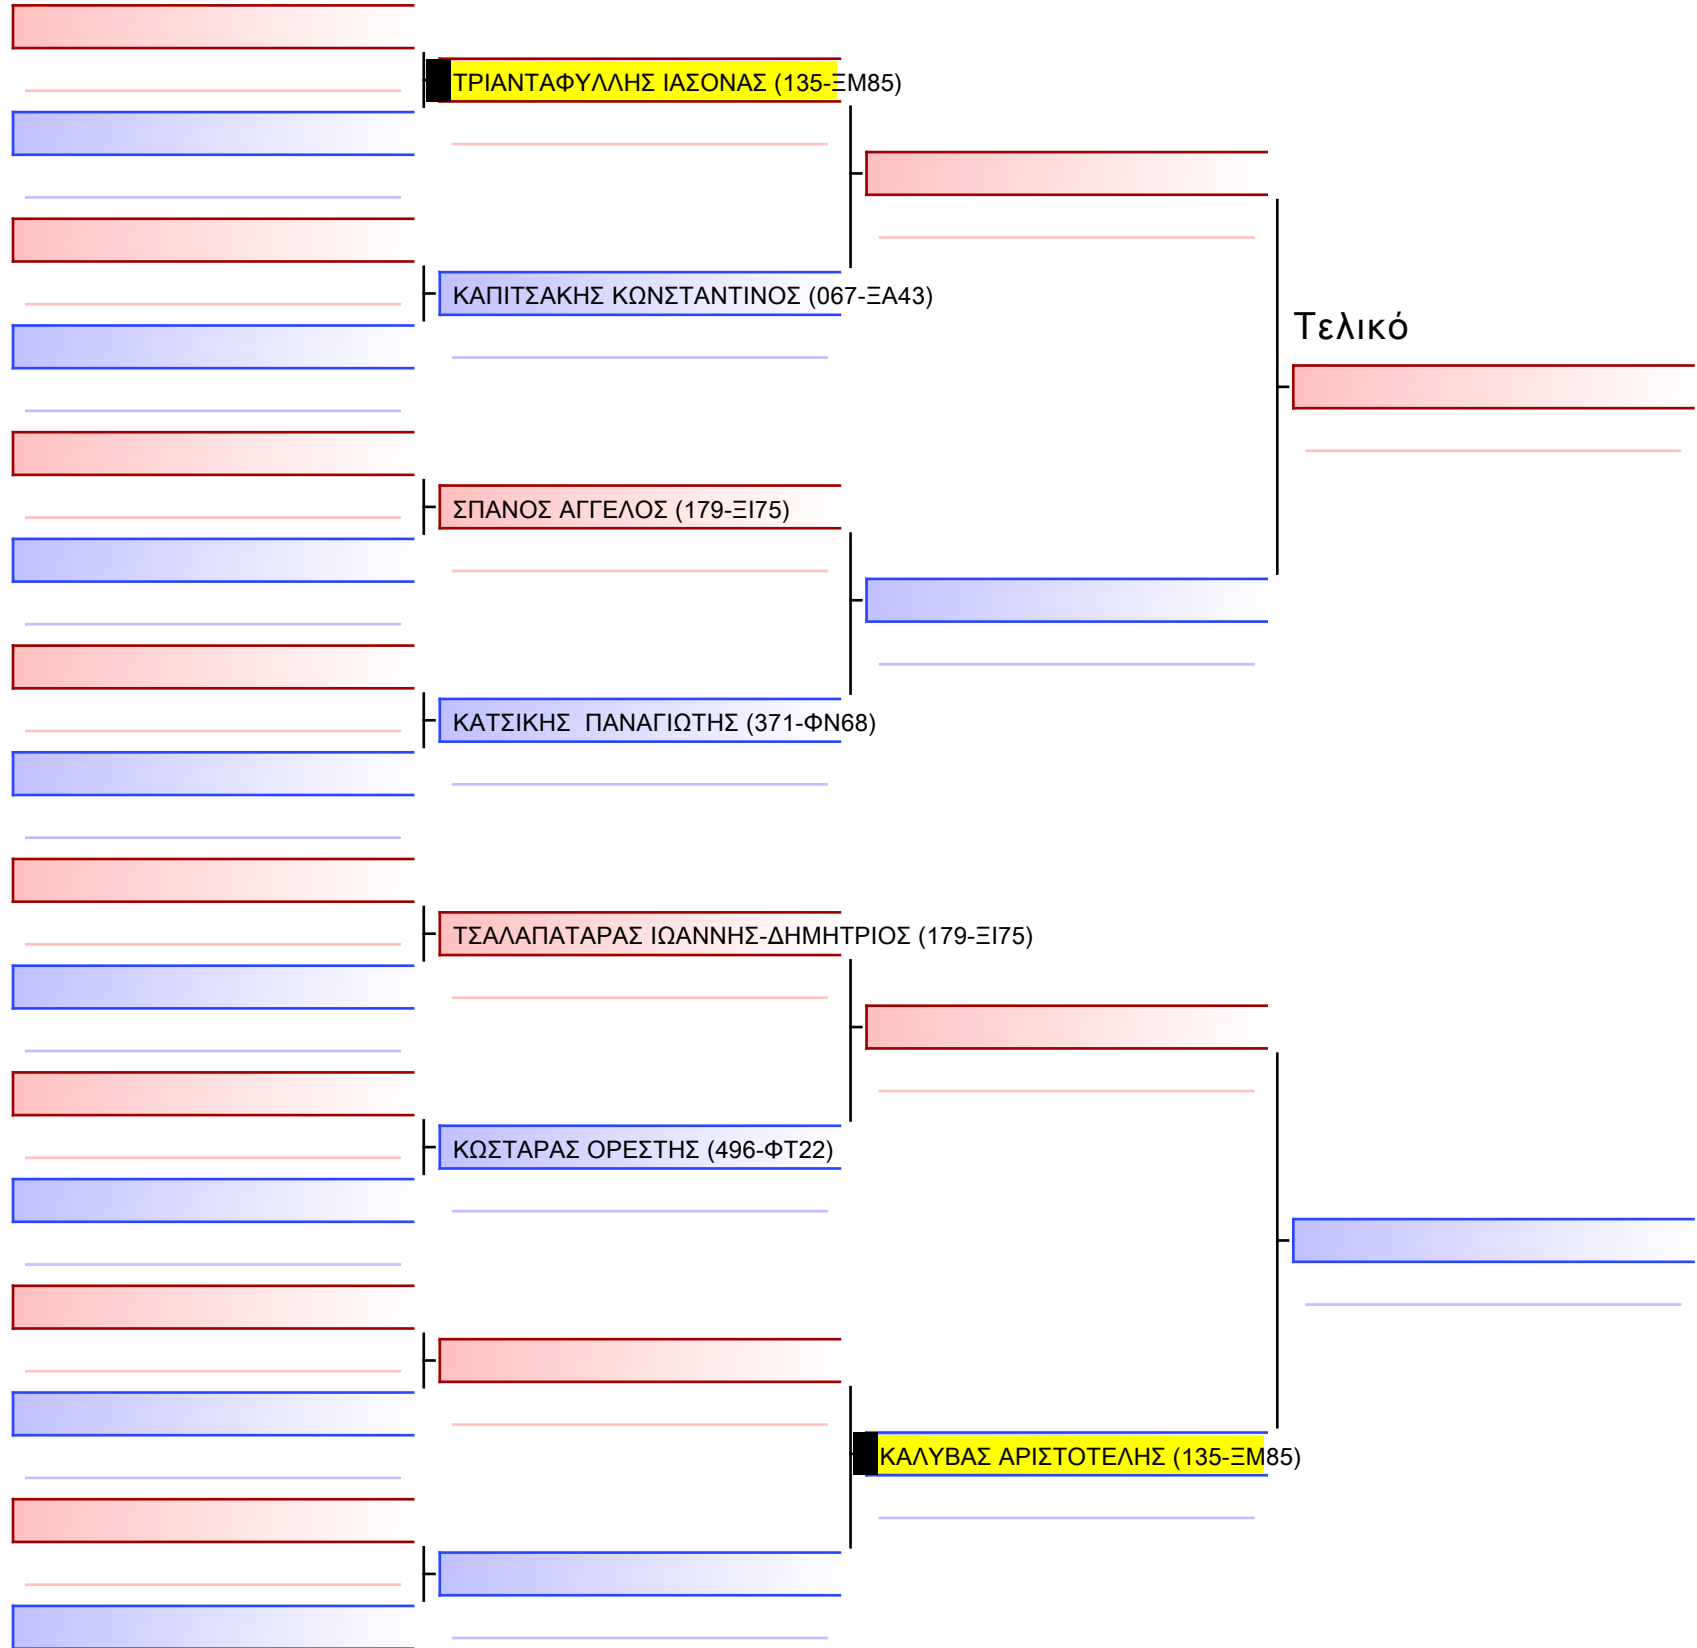 ΤΡΙΑΝΤΑΦΥΛΛΗΣ ΙΑΣΟΝΑΣ (135-ΞΜ85)
ΚΑΠΙΤΣΑΚΗΣ ΚΩΝΣΤΑΝΤΙΝΟΣ (067-ΞΑ43)
Τελικό
ΣΠΑΝΟΣ ΑΓΓΕΛΟΣ (179-ΞΙ75)
ΚΑΤΣΙΚΗΣ  ΠΑΝΑΓΙΩΤΗΣ (371-ΦΝ68)
ΤΣΑΛΑΠΑΤΑΡΑΣ ΙΩΑΝΝΗΣ-ΔΗΜΗΤΡΙΟΣ (179-ΞΙ75)
ΚΩΣΤΑΡΑΣ ΟΡΕΣΤΗΣ (496-ΦΤ22)
ΚΑΛΥΒΑΣ ΑΡΙΣΤΟΤΕΛΗΣ (135-ΞΜ85)